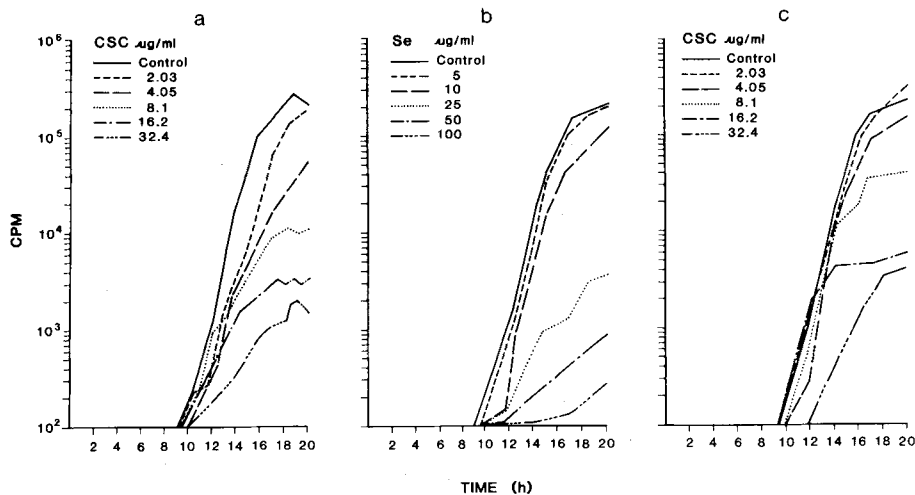 a
CSC µg/ml
Control
2.03
4.05
8.1
16.2
32.4
10⁶
10⁵
10⁴
10³
10²
CPM
2 4 6 8 10 12 14 16 18 20
b
Se µg/ml
Control
5
10
25
50
100
2 4 6 8 10 12 14 16 18 20
c
CSC µg/ml
Control
2.03
4.05
8.1
16.2
32.4
2 4 6 8 10 12 14 16 18 20
TIME (h)